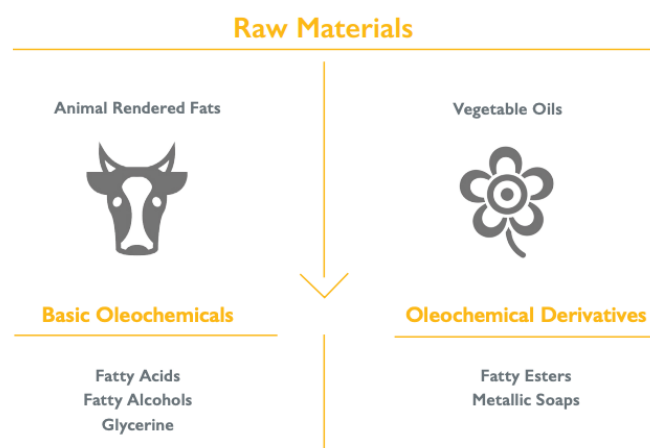 Raw Materials
Animal Rendered Fats
Vegetable Oils
Basic Oleochemicals
Fatty Acids
Fatty Alcohols
Glycerine
Oleochemical Derivatives
Fatty Esters
Metallic Soaps